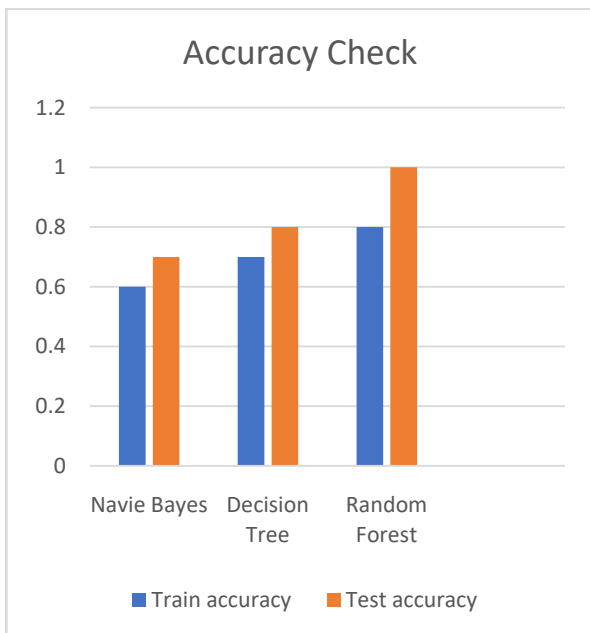 Accuracy Check
1.2
1
0.8
0.6
0.4
0.2
0
Navie Bayes
Decision
Tree
Random
Forest
Train accuracy
Test accuracy